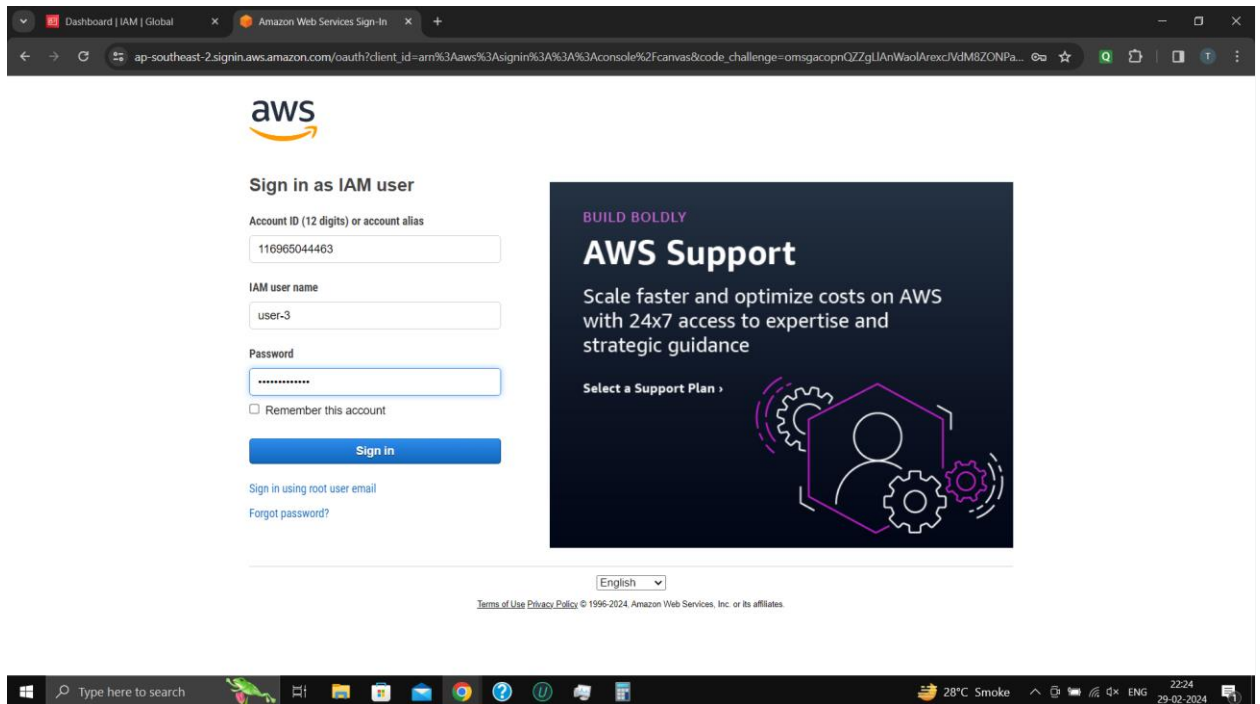 Dashboard | IAM | Global
Amazon Web Services Sign-In
ap-southeast-2.signin.aws.amazon.com/oauth?client_id=arn%3Aaws%3Asignin%3A%3A%3Aconsole%2Fcanvas&code_challenge=
Q
T
aws
Sign in as IAM user
Account ID (12 digits) or account alias
116965044463
IAM user name
user-3
Password
•••••••••••••
Remember this account
Sign in
Sign in using root user email
Forgot password?
BUILD BOLDLY
AWS Support
Scale faster and optimize costs on AWS
with 24x7 access to expertise and
strategic guidance
Select a Support Plan ›
English
Terms of Use Privacy Policy © 1996-2024, Amazon Web Services, Inc. or its affiliates.
Type here to search
28°C Smoke
ENG
22:24
29-02-2024